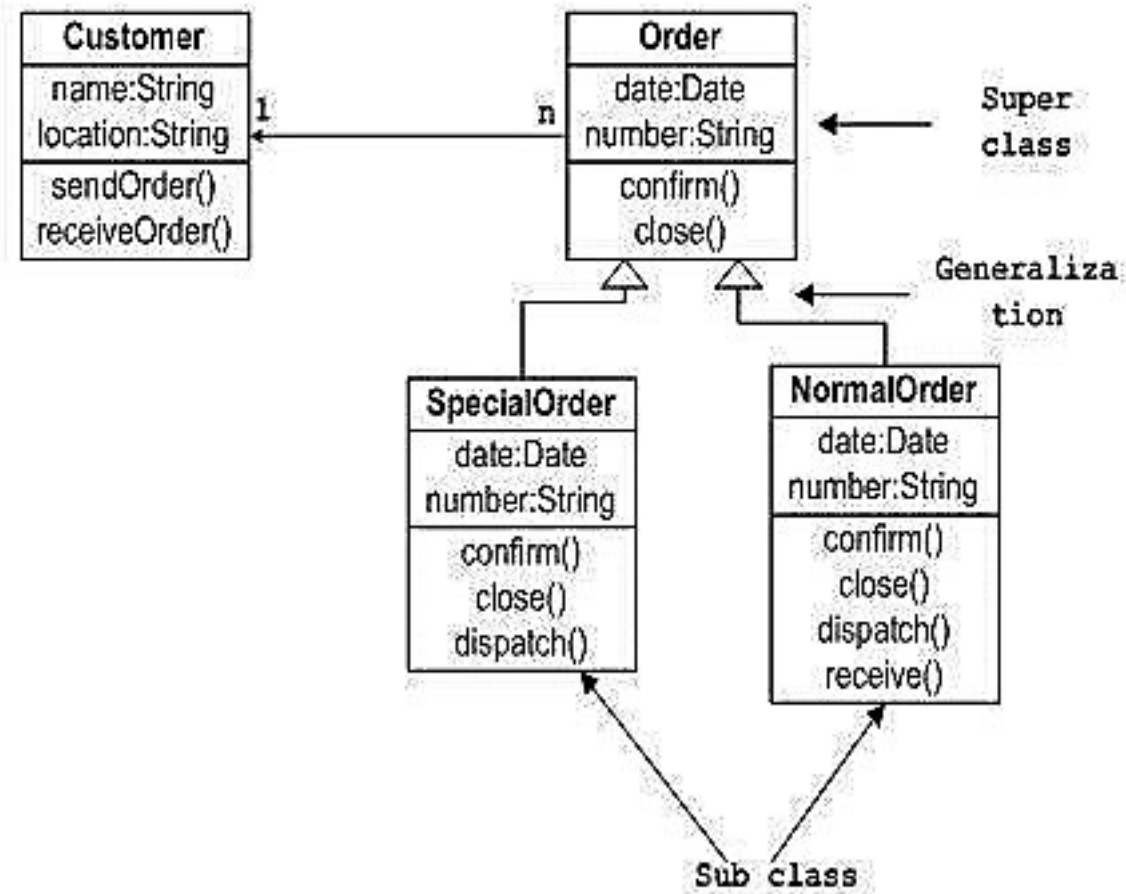 Customer
name:String
location:String
sendOrder()
receiveOrder()
1
n
Order
date:Date
number:String
confirm()
close()
Super
class
Generaliza
tion
SpecialOrder
date:Date
number:String
confirm()
close()
dispatch()
NormalOrder
date:Date
number:String
confirm()
close()
dispatch()
receive()
Sub class